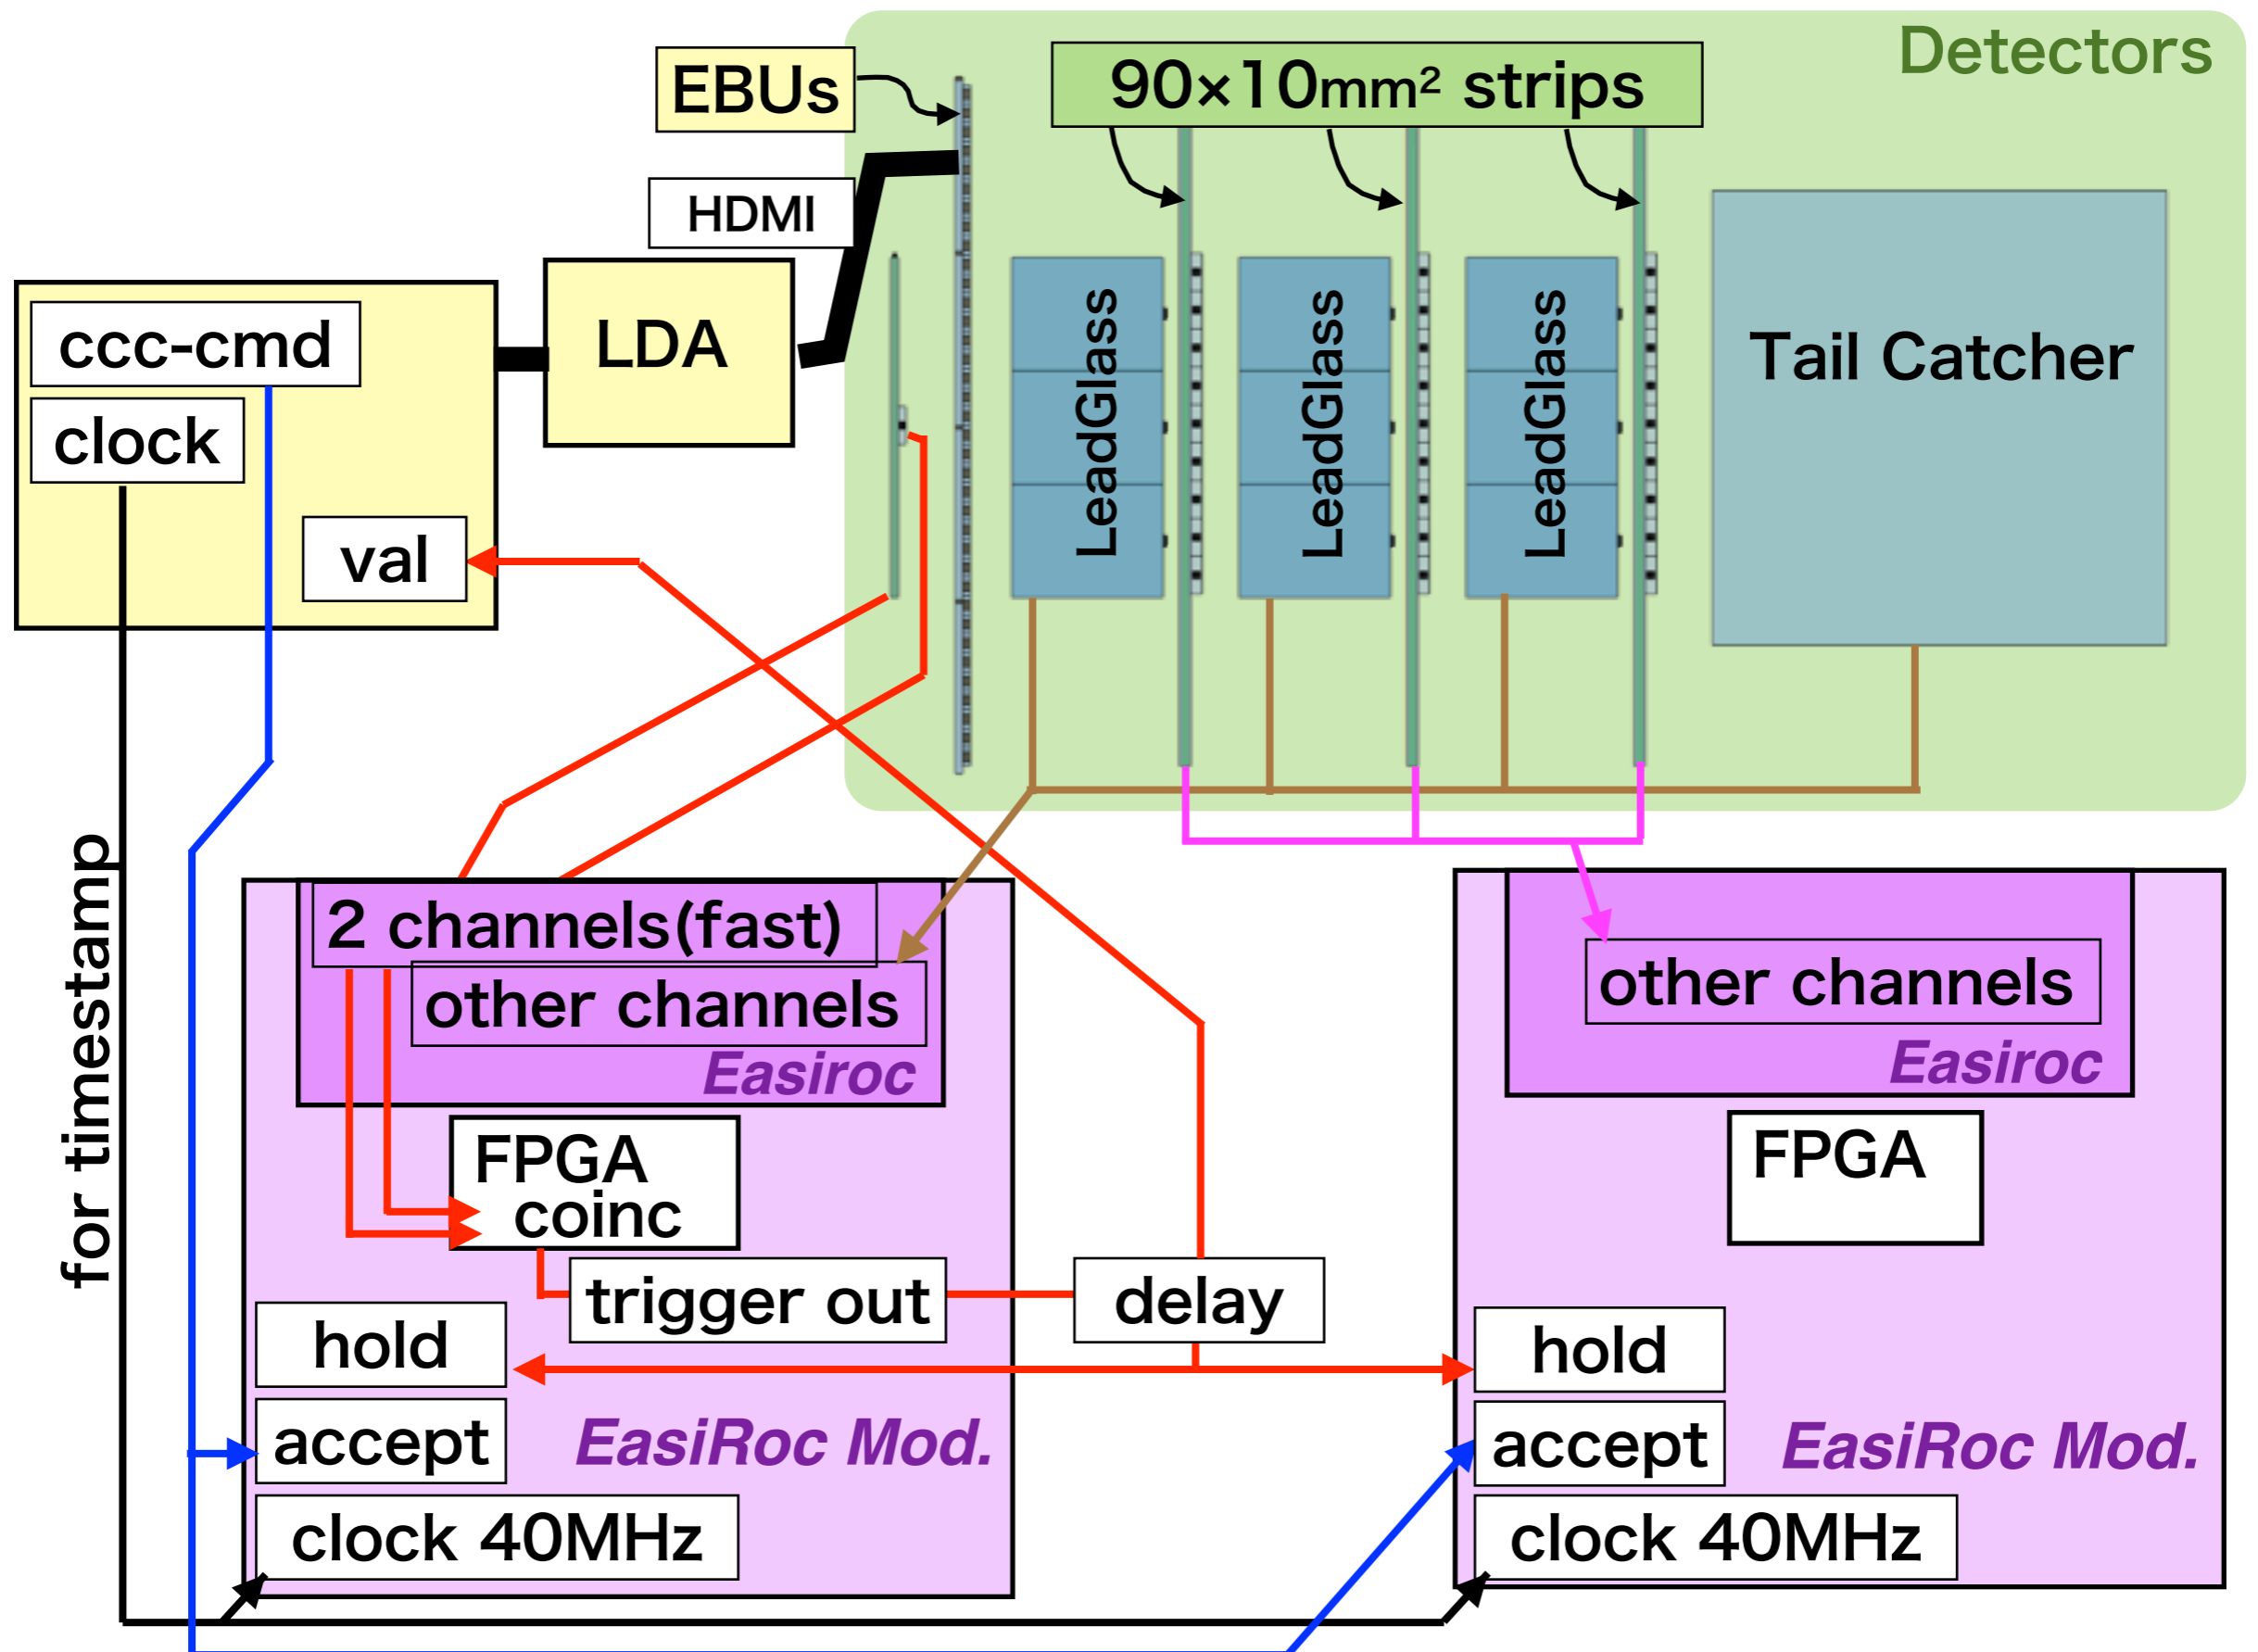 Detectors
EBUs
90×10mm² strips
HDMI
ccc-cmd
LDA
clock
val
LeadGlass
LeadGlass
LeadGlass
Tail Catcher
for timestamp
2 channels(fast)
other channels
Easiroc
FPGA
coinc
trigger out
delay
hold
accept
EasiRoc Mod.
clock 40MHz
other channels
Easiroc
FPGA
hold
accept
EasiRoc Mod.
clock 40MHz